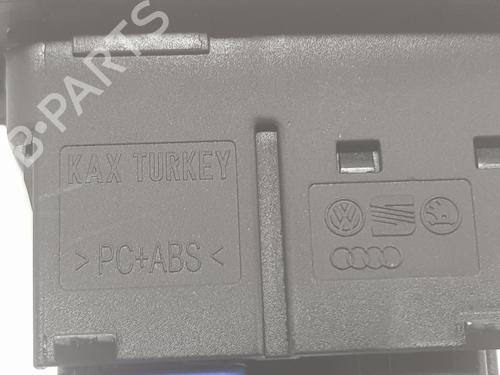 B-PARTS
KAX TURKEY
> PC+ABS <